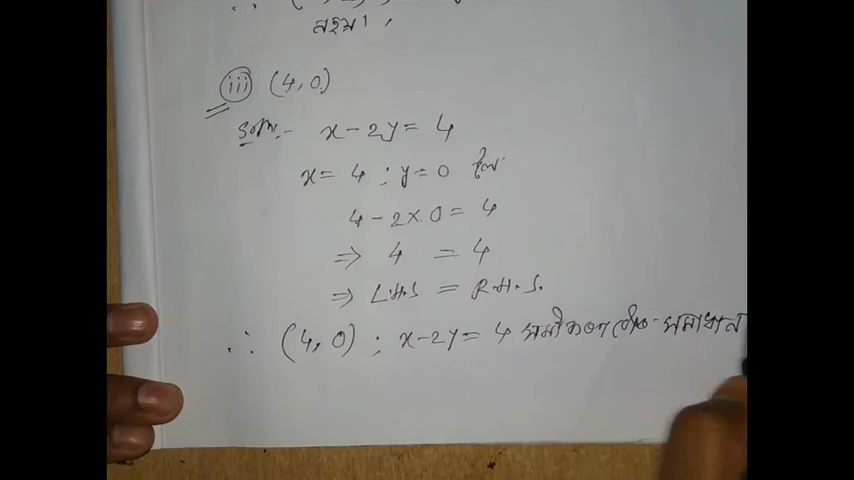 নহয়।
(iii) (4, 0)
Soln:- x - 2y = 4
x = 4 ; y = 0
4 - 2 × 0 = 4
⇒ 4 = 4
⇒ L.H.S = R.H.S.
∴ (4, 0) ; x - 2y = 4 সমীকৰণ সমাধান